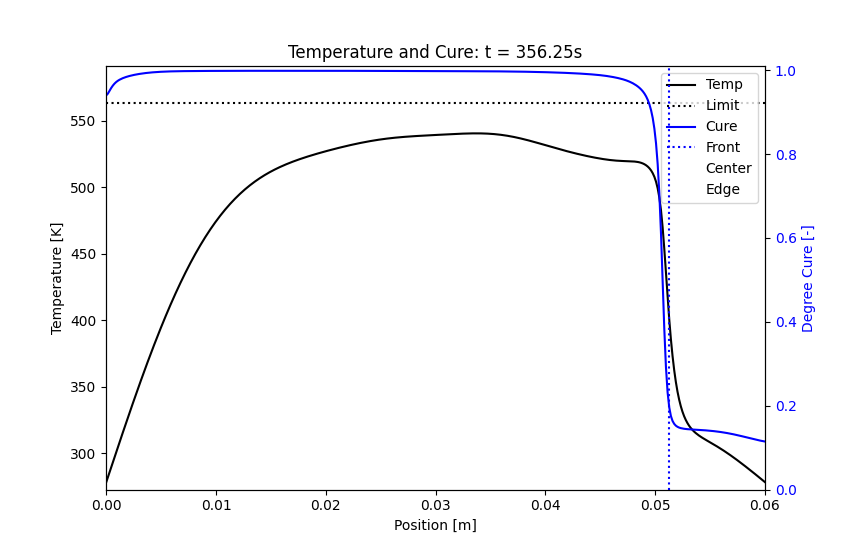 Temperature and Cure: t = 356.25s
Temp
Limit
Cure
Front
Center
Edge
550
500
450
400
350
300
Temperature [K]
1.0
0.8
0.6
0.4
0.2
0.0
Degree Cure [-]
0.00 0.01 0.02 0.03 0.04 0.05 0.06
Position [m]